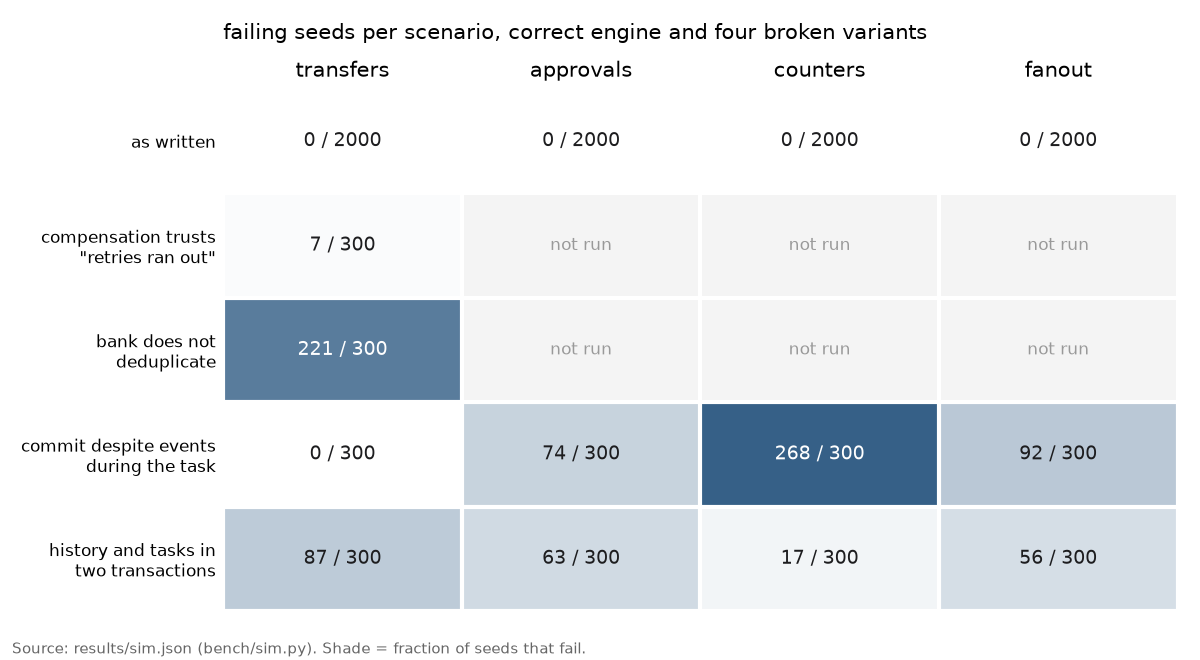 failing seeds per scenario, correct engine and four broken variants
transfers approvals counters fanout
as written 0 / 2000 0 / 2000 0 / 2000 0 / 2000
compensation trusts
"retries ran out"
7 / 300 not run not run not run
bank does not
deduplicate
221 / 300 not run not run not run
commit despite events
during the task
0 / 300 74 / 300 268 / 300 92 / 300
history and tasks in
two transactions
87 / 300 63 / 300 17 / 300 56 / 300
Source: results/sim.json (bench/sim.py). Shade = fraction of seeds that fail.